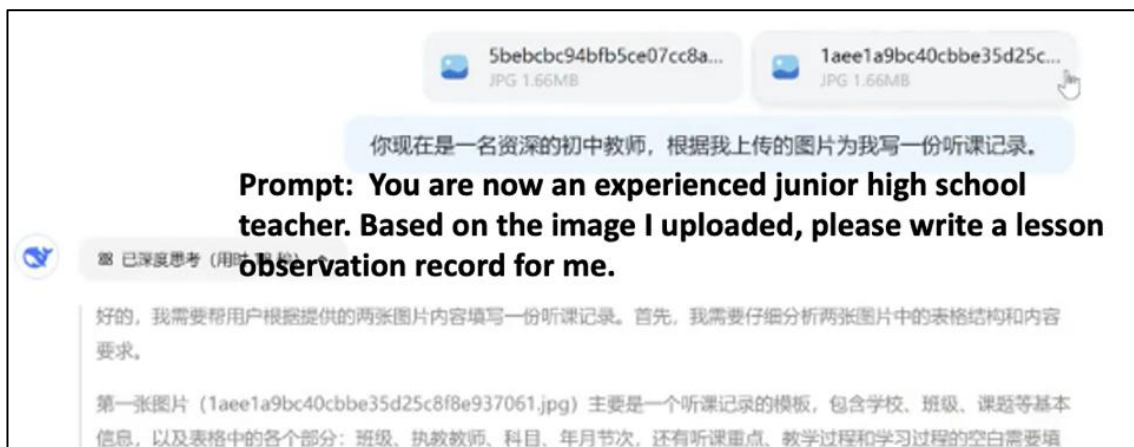 5bebcbc94bfb5ce07cc8a...
JPG 1.66MB
1aee1a9bc40cbbe35d25c...
JPG 1.66MB
你现在是一名资深的初中教师，根据我上传的图片为我写一份听课记录。
Prompt: You are now an experienced junior high school
teacher. Based on the image I uploaded, please write a lesson
observation record for me.
已深度思考（用时
好的，我需要帮用户根据提供的两张图片内容填写一份听课记录。首先，我需要仔细分析两张图片中的表格结构和内容
要求。
第一张图片（1aee1a9bc40cbbe35d25c8f8e937061.jpg）主要是一个听课记录的模板，包含学校、班级、课题等基本
信息，以及表格中的各个部分：班级、执教教师、科目、年月节次，还有听课重点、教学过程和学习过程的空白需要填